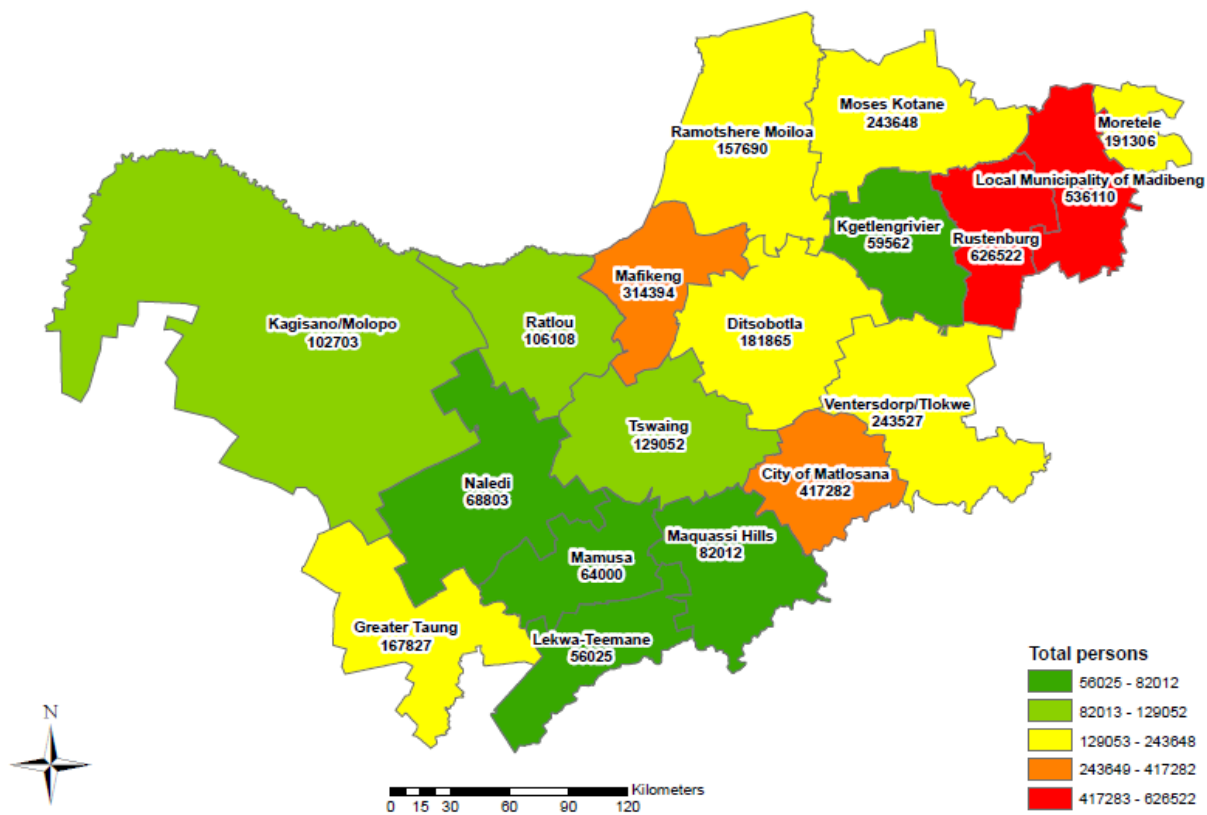 Moses Kotane
243648
Moretele
191306
Ramotshere Moiloa
157690
Local Municipality of Madibeng
536110
Kgetlengrivier
59562
Rustenburg
626522
Mafikeng
314394
Kagisano/Molopo
102703
Ratlou
106108
Ditsobotla
181865
Ventersdorp/Tlokwe
243527
Tswaing
129052
City of Matlosana
417282
Naledi
68803
Maquassi Hills
82012
Mamusa
64000
Greater Taung
167827
Lekwa-Teemane
56025
Total persons
56025 - 82012
82013 - 129052
129053 - 243648
243649 - 417282
417283 - 626522
N
Kilometers
0 15 30 60 90 120